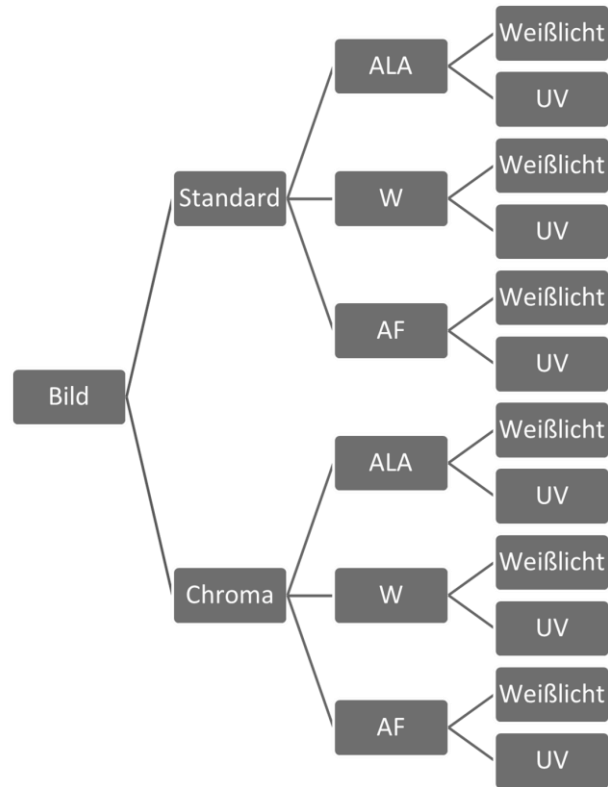 Bild
Standard
ALA
Weißlicht
UV
W
Weißlicht
UV
AF
Weißlicht
UV
Chroma
ALA
Weißlicht
UV
W
Weißlicht
UV
AF
Weißlicht
UV